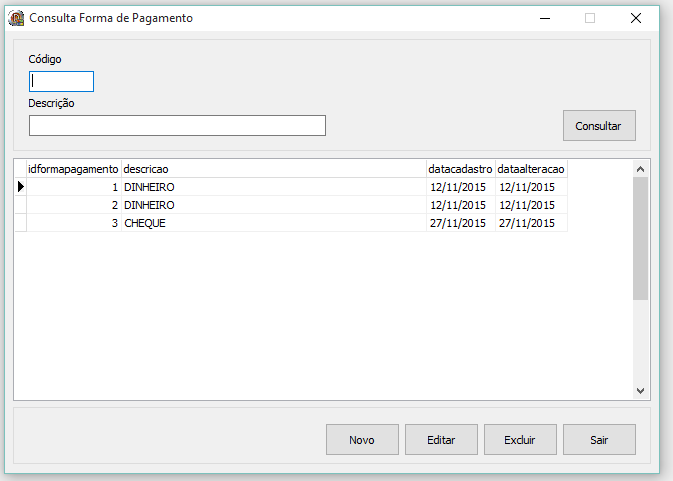 Consulta Forma de Pagamento
Código
Descrição
Consultar
idformapagamento descricao datacadastro dataalteracao
1 DINHEIRO 12/11/2015 12/11/2015
2 DINHEIRO 12/11/2015 12/11/2015
3 CHEQUE 27/11/2015 27/11/2015
Novo Editar Excluir Sair